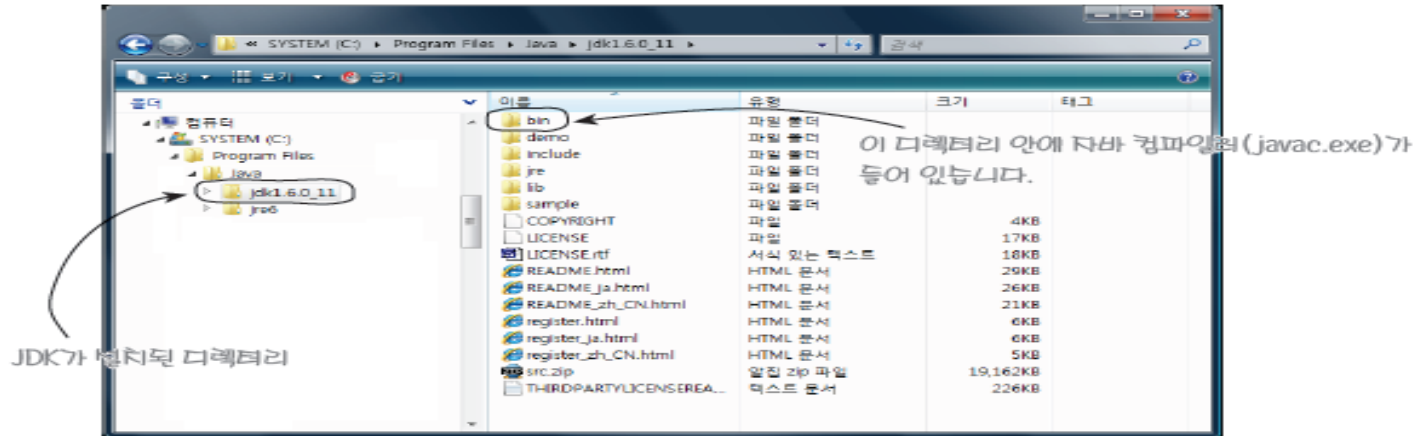 SYSTEM (C:) ▸ Program Files ▸ Java ▸ jdk1.6.0_11 ▸ 검색
구성 보기 굽기
폴더 이름 유형 크기 태그
컴퓨터
SYSTEM (C:)
Program Files
Java
jdk1.6.0_11
jre6
bin 파일 폴더
demo 파일 폴더
include 파일 폴더
jre 파일 폴더
lib 파일 폴더
sample 파일 폴더
COPYRIGHT 파일 4KB
LICENSE 파일 17KB
LICENSE.rtf 서식 있는 텍스트 18KB
README.html HTML 문서 29KB
README_ja.html HTML 문서 26KB
README_zh_CN.html HTML 문서 21KB
register.html HTML 문서 6KB
register_ja.html HTML 문서 6KB
register_zh_CN.html HTML 문서 5KB
src.zip 알집 zip 파일 19,162KB
THIRDPARTYLICENSEREA... 텍스트 문서 226KB
이 디렉터리 안에 자바 컴파일러(javac.exe)가
들어 있습니다.
JDK가 설치된 디렉터리